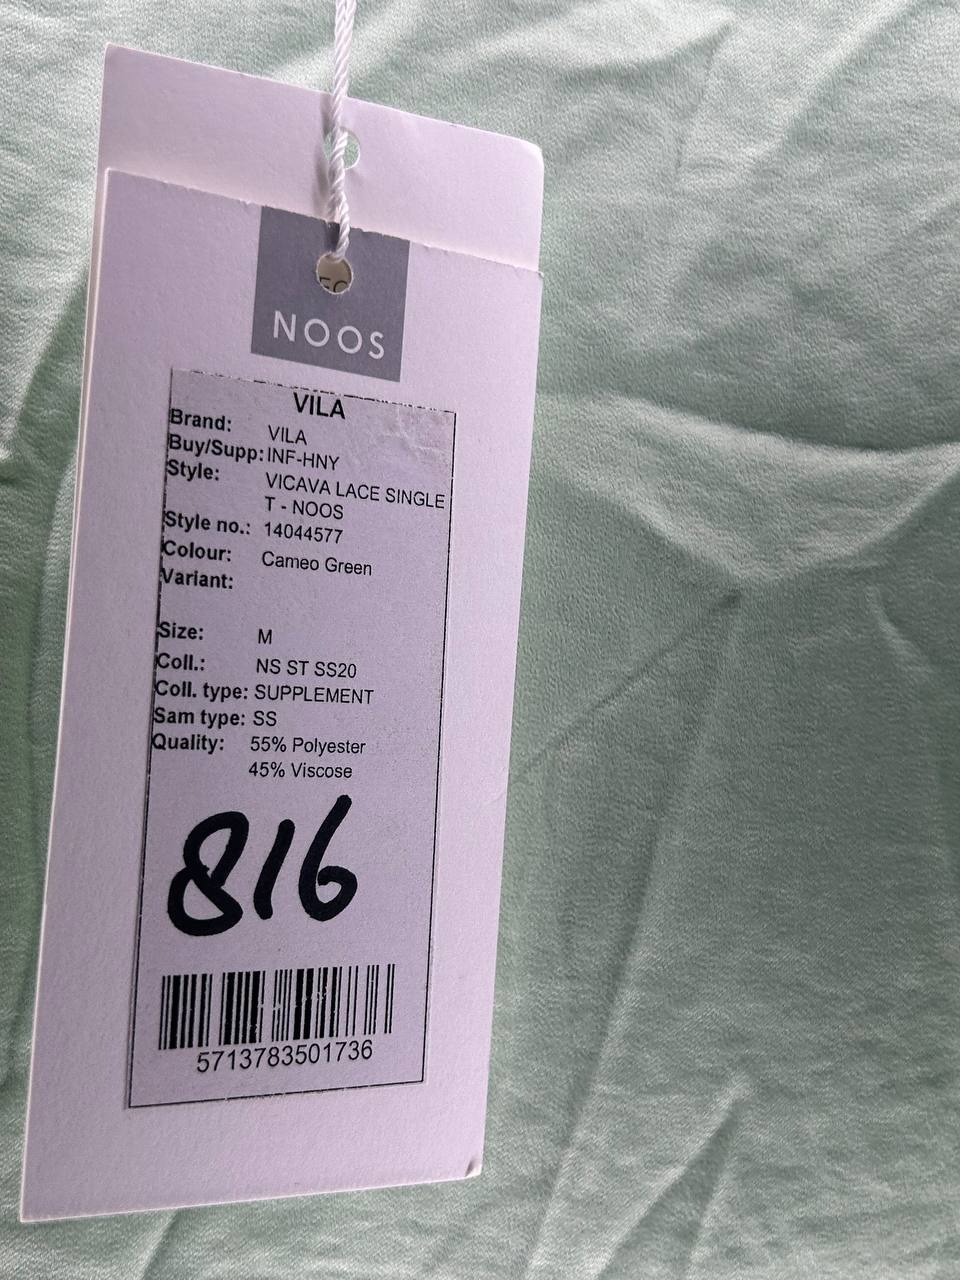 NOOS
VILA
Brand: VILA
Buy/Supp: INF-HNY
Style: VICAVA LACE SINGLE
T - NOOS
Style no.: 14044577
Colour: Cameo Green
Variant:
Size: M
Coll.: NS ST SS20
Coll. type: SUPPLEMENT
Sam type: SS
Quality: 55% Polyester
45% Viscose
816
5713783501736